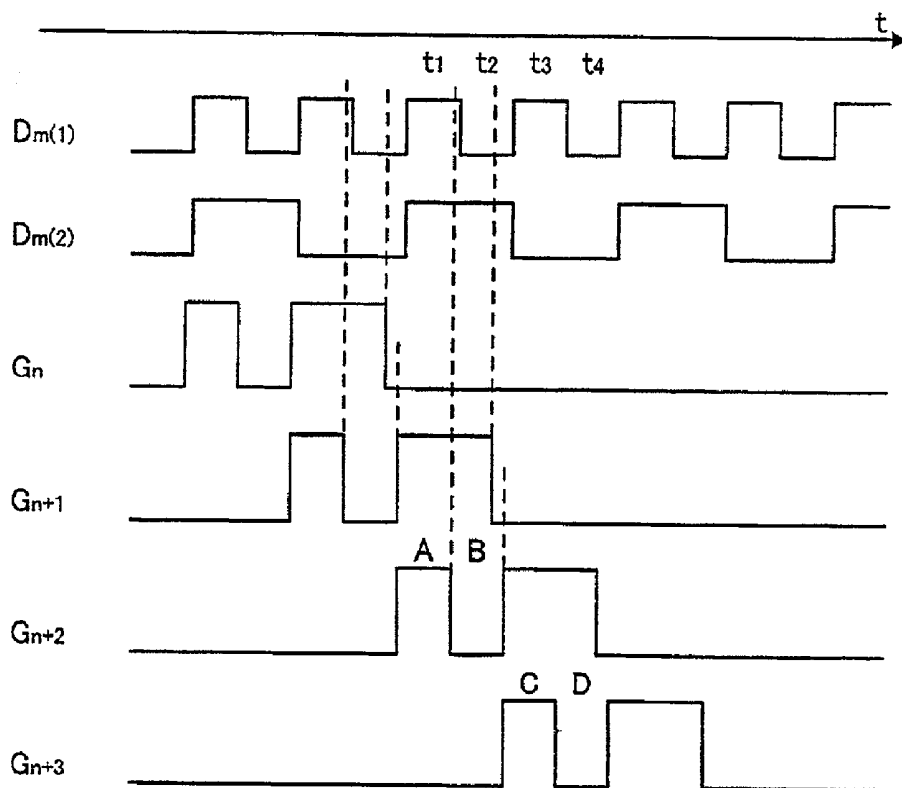 t
t1 t2 t3 t4
Dm(1)
Dm(2)
Gn
Gn+1
A B
Gn+2
C D
Gn+3